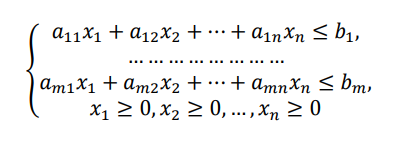 a₁₁x₁ + a₁₂x₂ + ⋯ + a₁ₙxₙ ≤ b₁,
… … … … … … … …
aₘ₁x₁ + aₘ₂x₂ + ⋯ + aₘₙxₙ ≤ bₘ,
x₁ ≥ 0, x₂ ≥ 0, … , xₙ ≥ 0